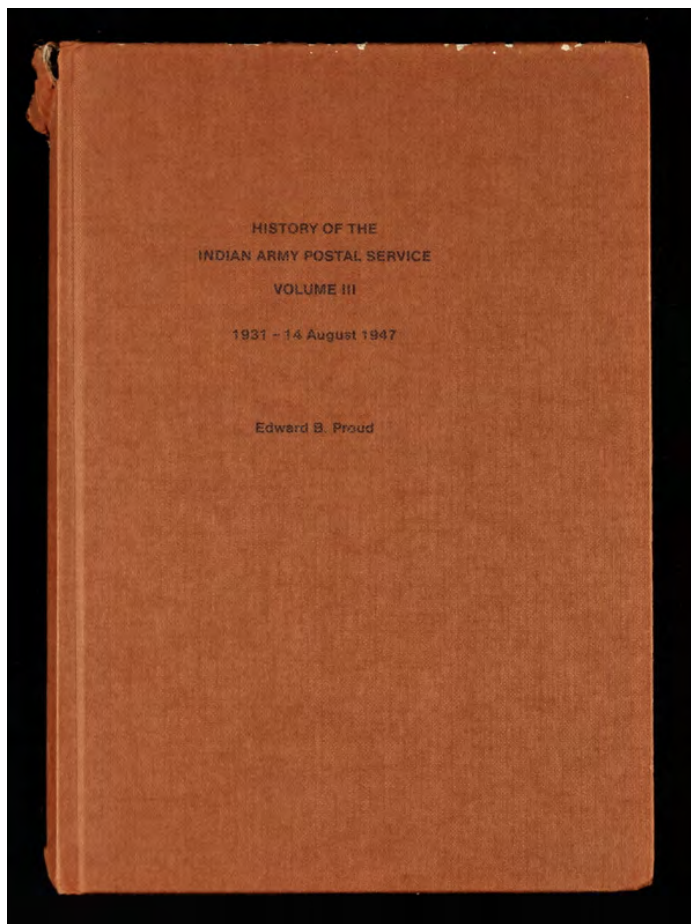 HISTORY OF THE
INDIAN ARMY POSTAL SERVICE
VOLUME III
1931 – 14 August 1947
Edward B. Proud